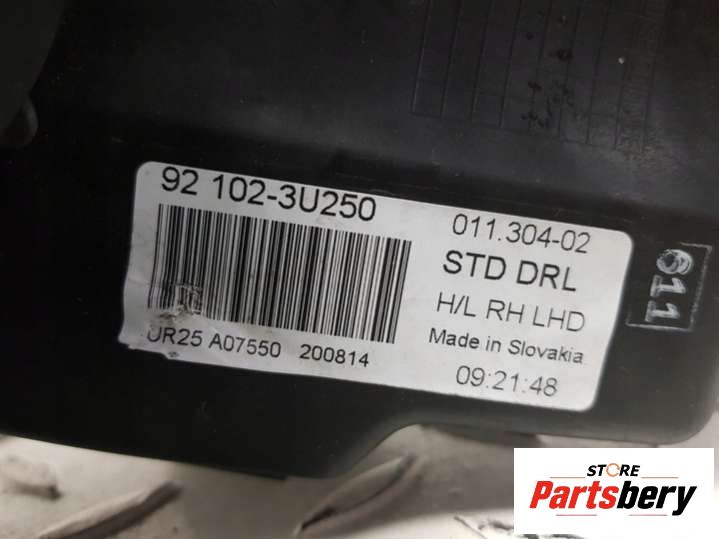 92 102-3U250
011.304-02
STD DRL
H/L RH LHD
Made in Slovakia
UR25 A07550 200814
09:21:48
611
STORE
Partsbery